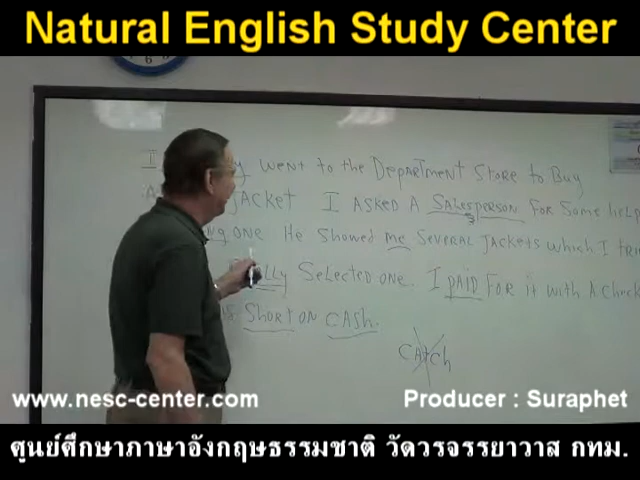 Natural English Study Center
I went to the Department Store to Buy
JACKET I ASKED A SALESPERSON FOR Some help
ONE He Showed me Several JACKETS which I
Selected ONE. I PAID FOR it with A Check
Short ON CASh.
CATCh
www.nesc-center.com Producer : Suraphet
ศูนย์ศึกษาภาษาอังกฤษธรรมชาติ วัดวรจรรยาวาส กทม.